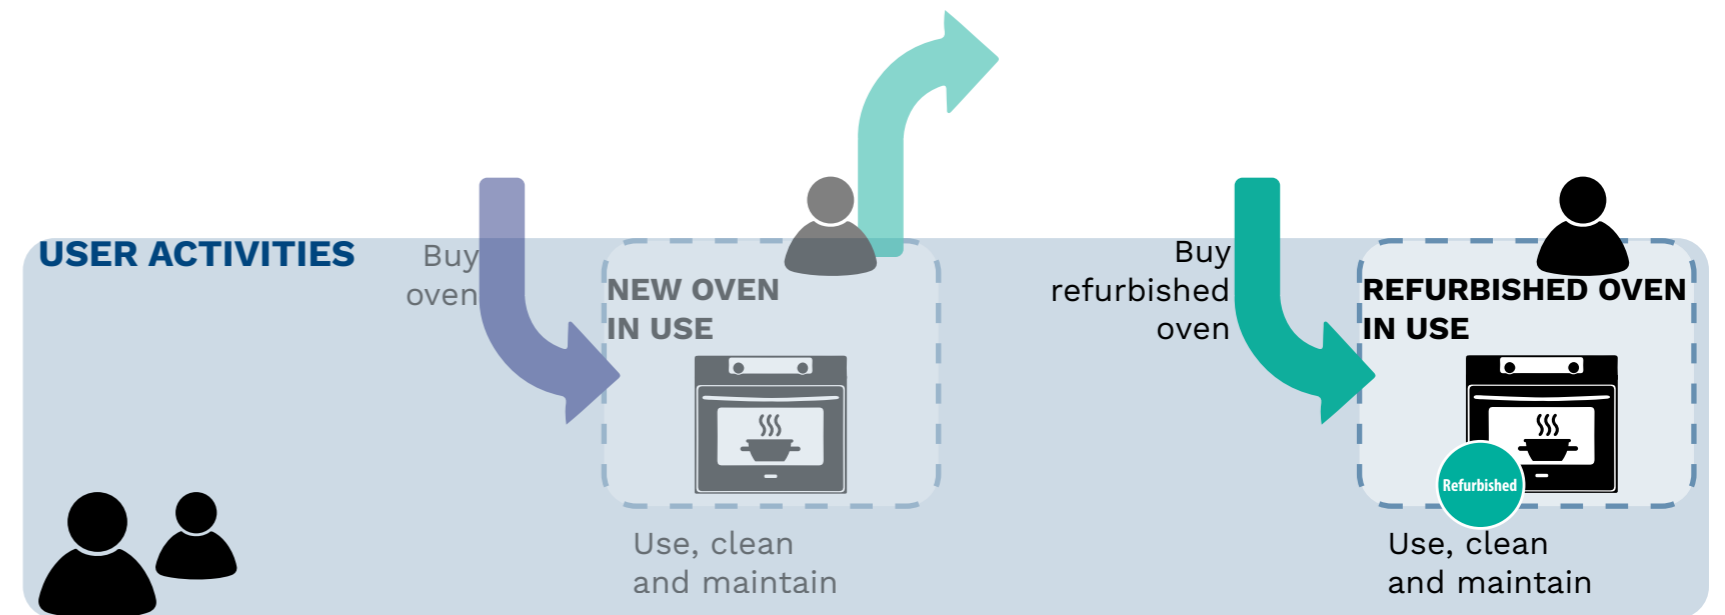 USER ACTIVITIES
Buy
oven
NEW OVEN
IN USE
Use, clean
and maintain
Buy
refurbished
oven
REFURBISHED OVEN
IN USE
Refurbished
Use, clean
and maintain